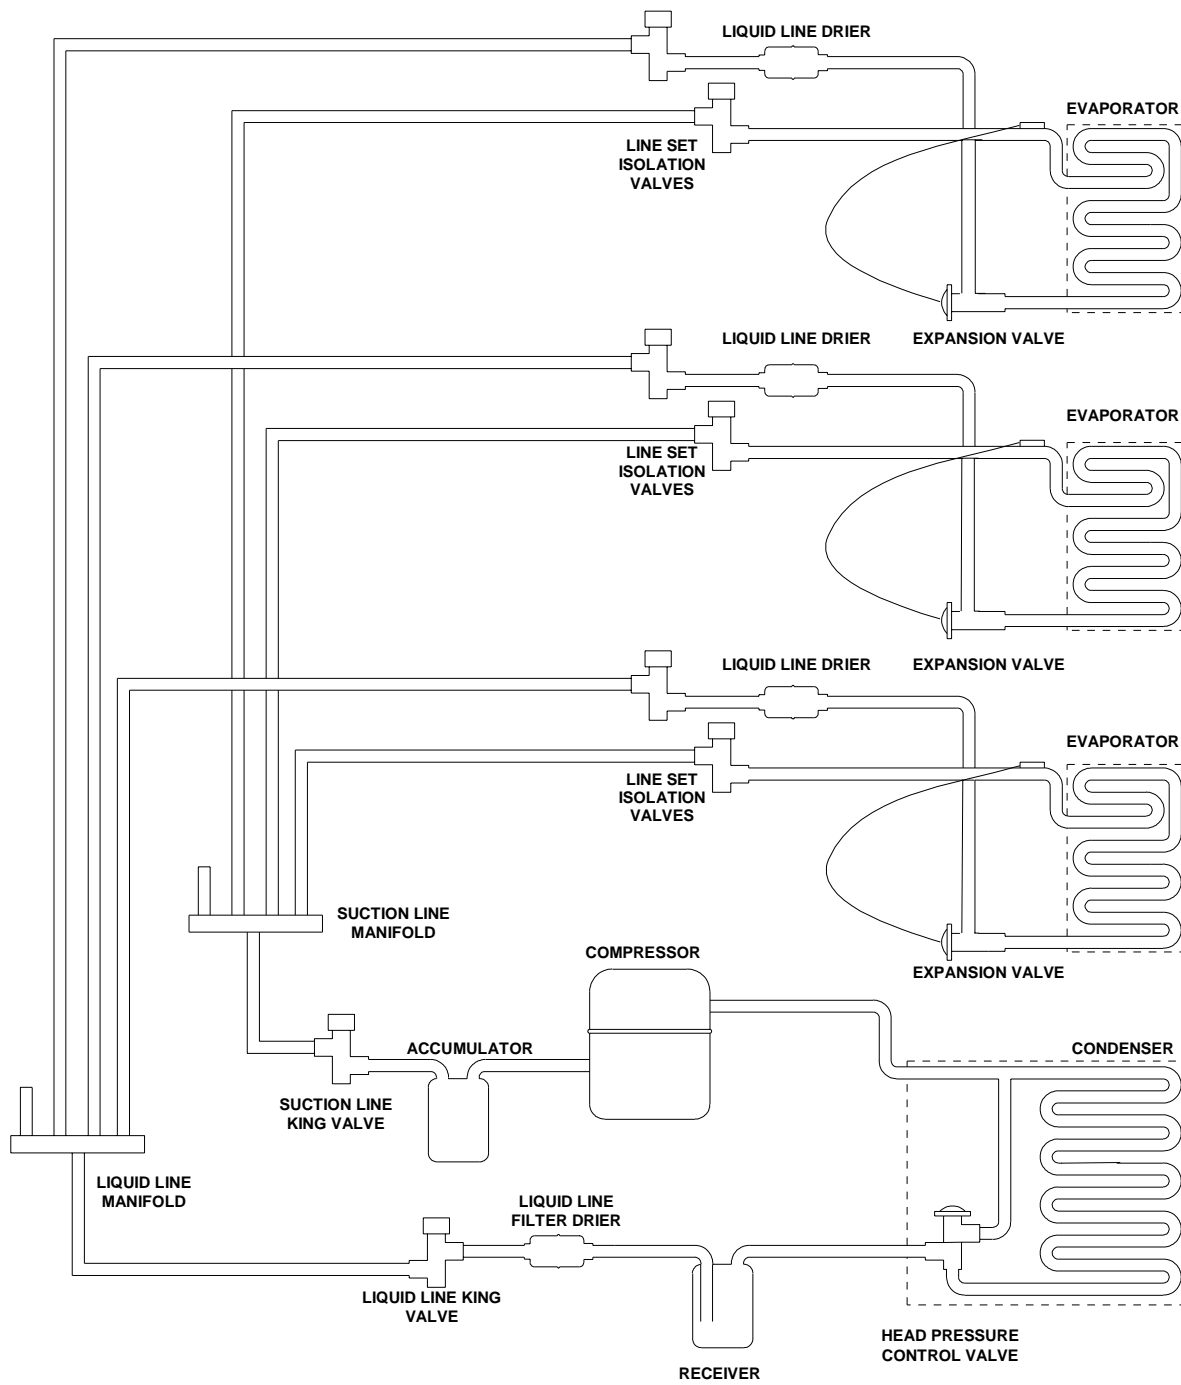 LIQUID LINE DRIER
EVAPORATOR
LINE SET
ISOLATION
VALVES
EXPANSION VALVE
LIQUID LINE DRIER
EVAPORATOR
LINE SET
ISOLATION
VALVES
EXPANSION VALVE
LIQUID LINE DRIER
EVAPORATOR
LINE SET
ISOLATION
VALVES
SUCTION LINE
MANIFOLD
COMPRESSOR
EXPANSION VALVE
ACCUMULATOR
CONDENSER
SUCTION LINE
KING VALVE
LIQUID LINE
MANIFOLD
LIQUID LINE
FILTER DRIER
LIQUID LINE KING
VALVE
HEAD PRESSURE
CONTROL VALVE
RECEIVER